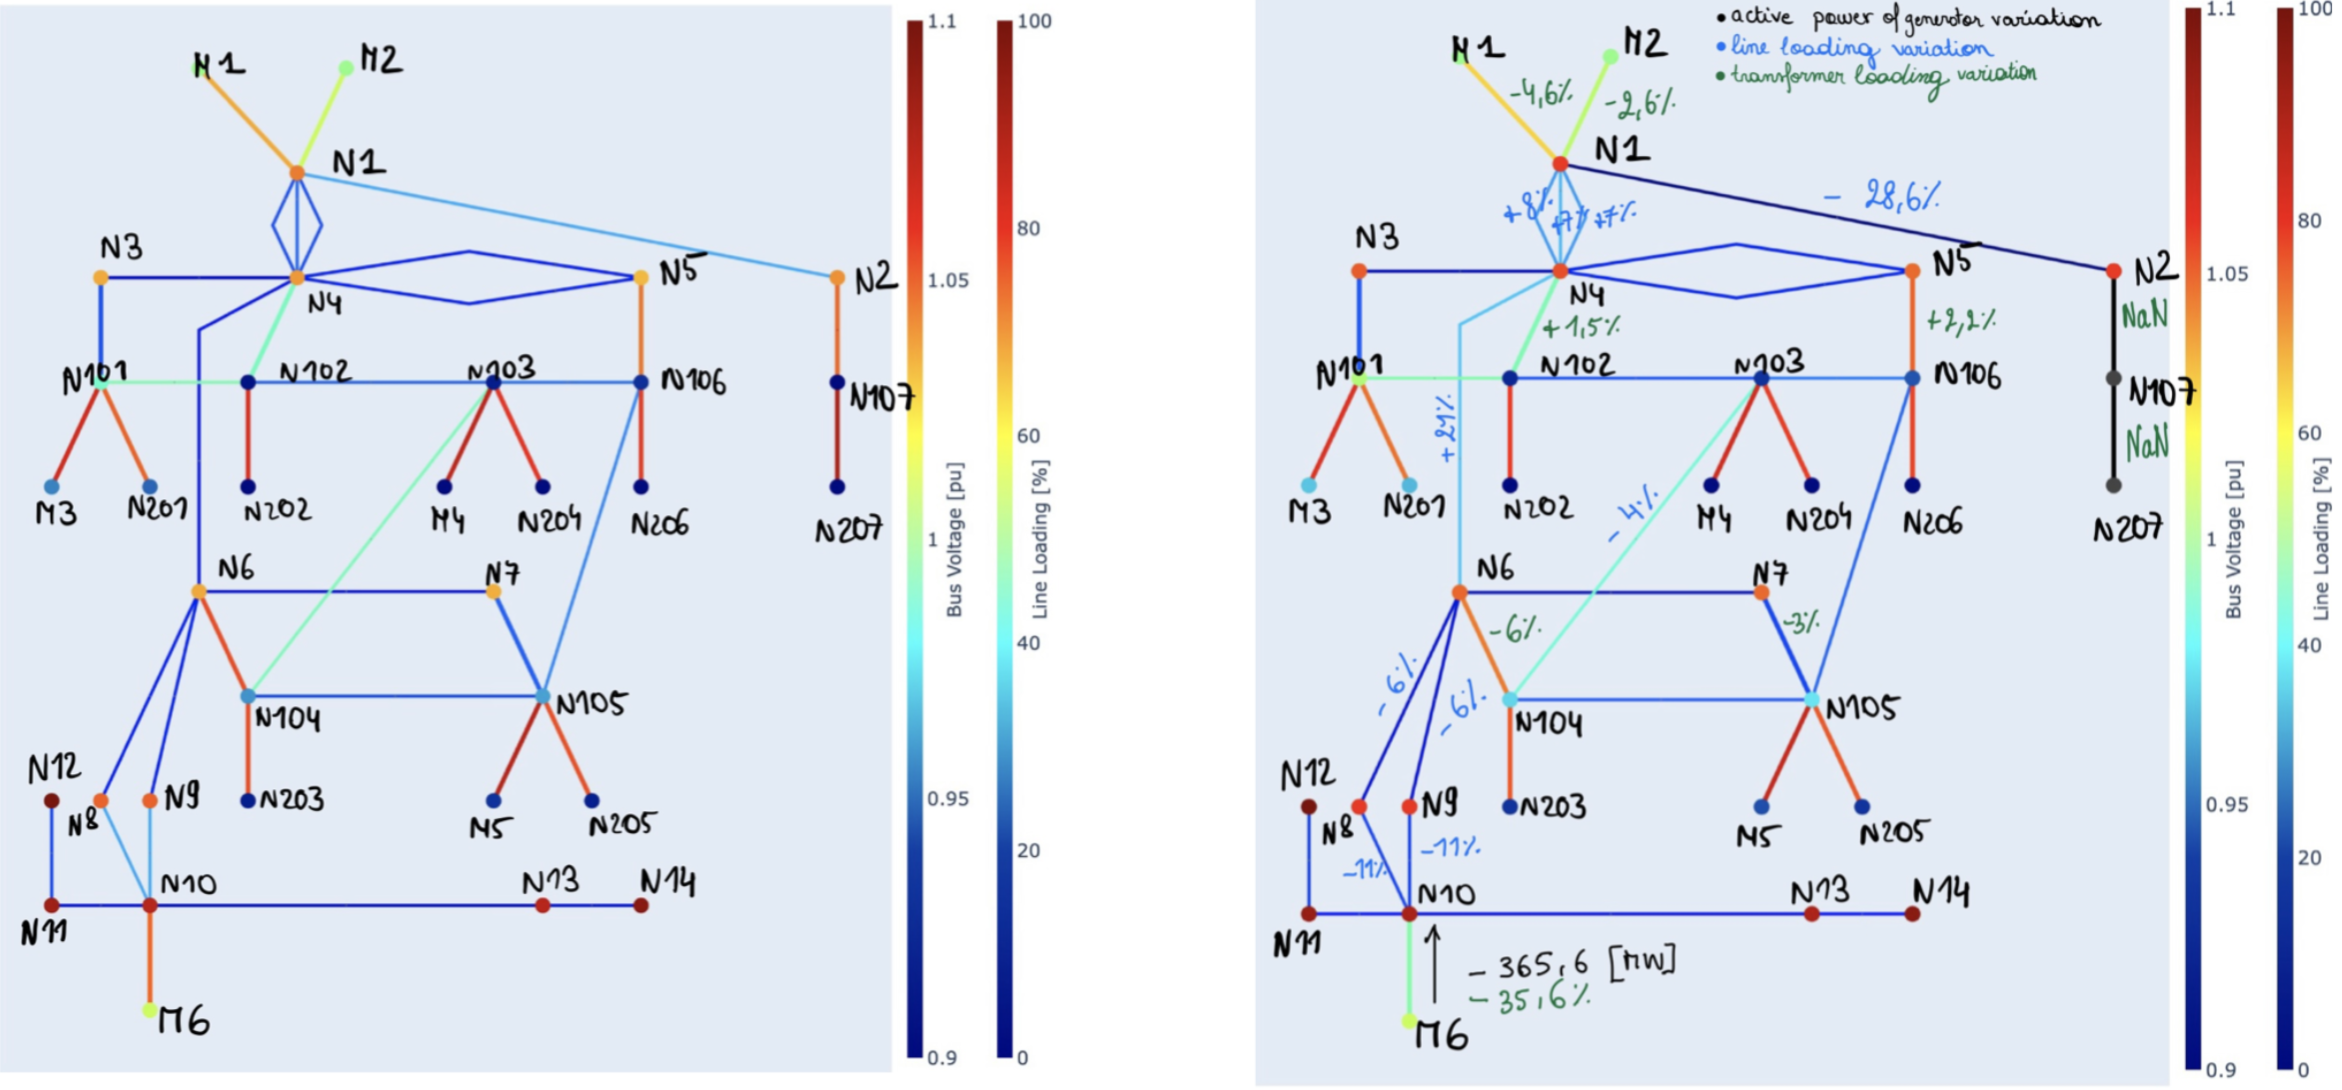 M1
M2
N1
N3
N4
N5
N2
N101
N102
N103
N106
N107
M3
N201
N202
M4
N204
N206
N207
N6
N7
N104
N105
N12
N8
N9
N203
M5
N205
N10
N13
N14
N11
M6
1.1
1.05
1
0.95
0.9
Bus Voltage [pu]
100
80
60
40
20
0
Line Loading [%]
• active power of generator variation
• line loading variation
• transformer loading variation
M1
M2
-4,6%
-2,6%
N1
+8%
+7%
+7%
- 28,6%
N3
N4
N5
N2
+1,5%
+2,2%
NaN
N101
N102
N103
N106
N107
+21%
NaN
M3
N201
N202
M4
N204
N206
N207
-4%
N6
N7
-6%
-3%
-6%
-6%
N104
N105
N12
N8
N9
N203
M5
N205
-11%
-11%
N10
N13
N14
N11
- 365,6 [MW]
- 35,6%
M6
1.1
1.05
1
0.95
0.9
Bus Voltage [pu]
100
80
60
40
20
0
Line Loading [%]